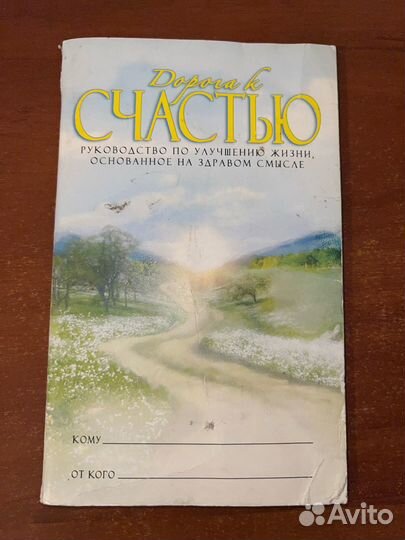 Дорога к
СЧАСТЬЮ
РУКОВОДСТВО ПО УЛУЧШЕНИЮ ЖИЗНИ,
ОСНОВАННОЕ НА ЗДРАВОМ СМЫСЛЕ
КОМУ
ОТ КОГО
Avito